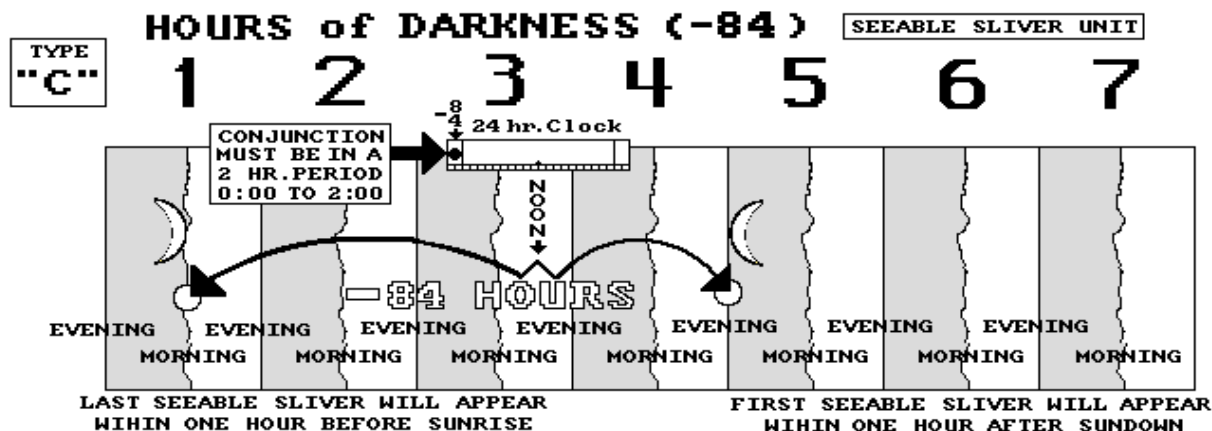 HOURS of DARKNESS (-84)
SEEABLE SLIVER UNIT
TYPE
"C"
1 2 3 4 5 6 7
-84
24 hr. Clock
CONJUNCTION
MUST BE IN A
2 HR. PERIOD
0:00 TO 2:00
NOON
-84 HOURS
EVENING EVENING EVENING EVENING EVENING EVENING EVENING
MORNING MORNING MORNING MORNING MORNING MORNING MORNING
LAST SEEABLE SLIVER WILL APPEAR
WIHIN ONE HOUR BEFORE SUNRISE
FIRST SEEABLE SLIVER WILL APPEAR
WIHIN ONE HOUR AFTER SUNDOWN